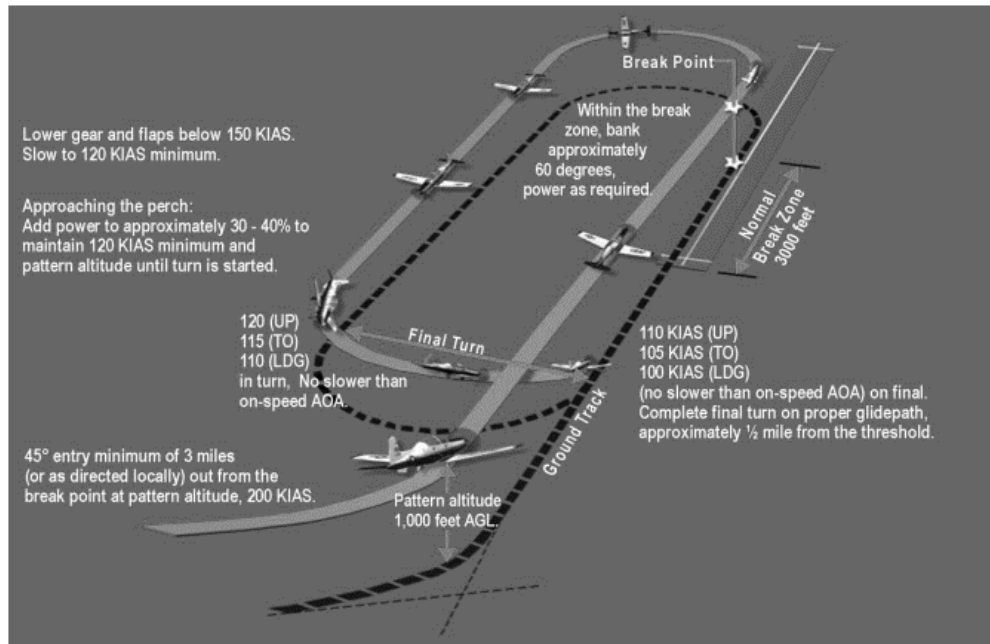 Break Point
Within the break
zone, bank
approximately
60 degrees,
power as required.
Lower gear and flaps below 150 KIAS.
Slow to 120 KIAS minimum.
Approaching the perch:
Add power to approximately 30 - 40% to
maintain 120 KIAS minimum and
pattern altitude until turn is started.
Normal
Break Zone
3000 feet
120 (UP)
115 (TO)
110 (LDG)
in turn, No slower than
on-speed AOA.
Final Turn
110 KIAS (UP)
105 KIAS (TO)
100 KIAS (LDG)
(no slower than on-speed AOA) on final.
Complete final turn on proper glidepath,
approximately ½ mile from the threshold.
Ground Track
45° entry minimum of 3 miles
(or as directed locally) out from the
break point at pattern altitude, 200 KIAS.
Pattern altitude
1,000 feet AGL.